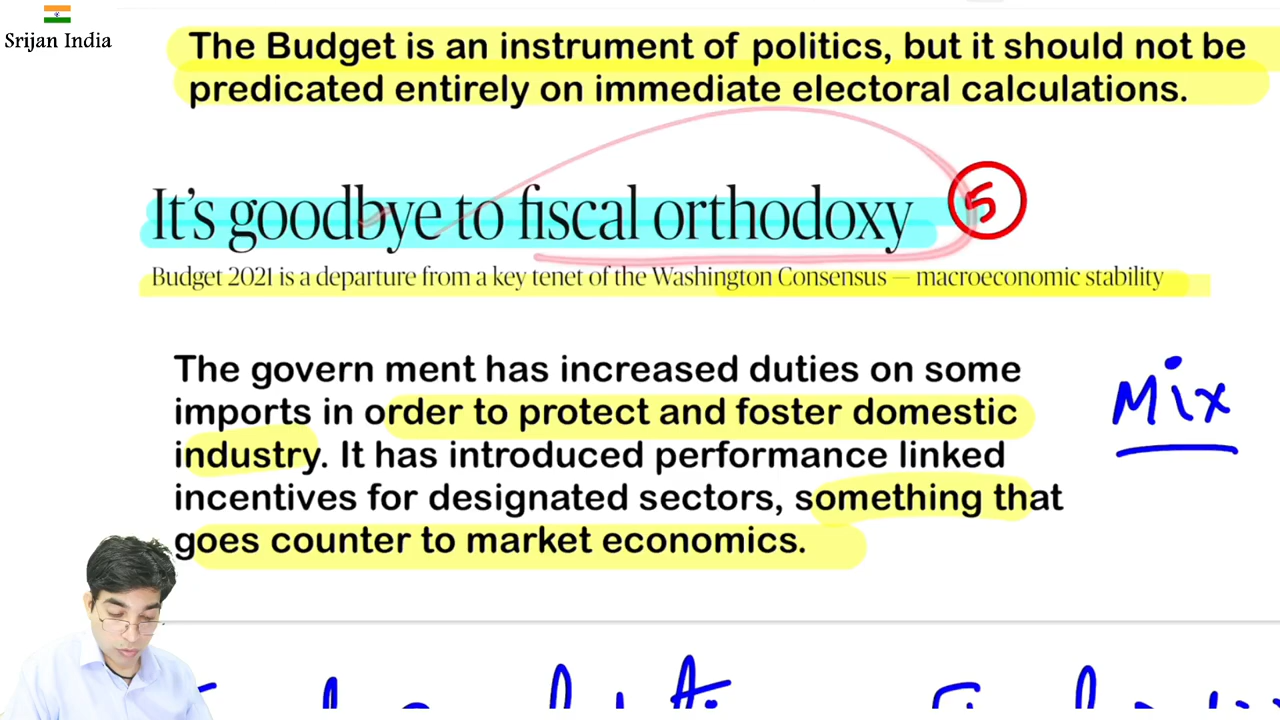 Srijan India
The Budget is an instrument of politics, but it should not be
predicated entirely on immediate electoral calculations.
It's goodbye to fiscal orthodoxy
5
Budget 2021 is a departure from a key tenet of the Washington Consensus — macroeconomic stability
The govern ment has increased duties on some
imports in order to protect and foster domestic
industry. It has introduced performance linked
incentives for designated sectors, something that
goes counter to market economics.
Mix